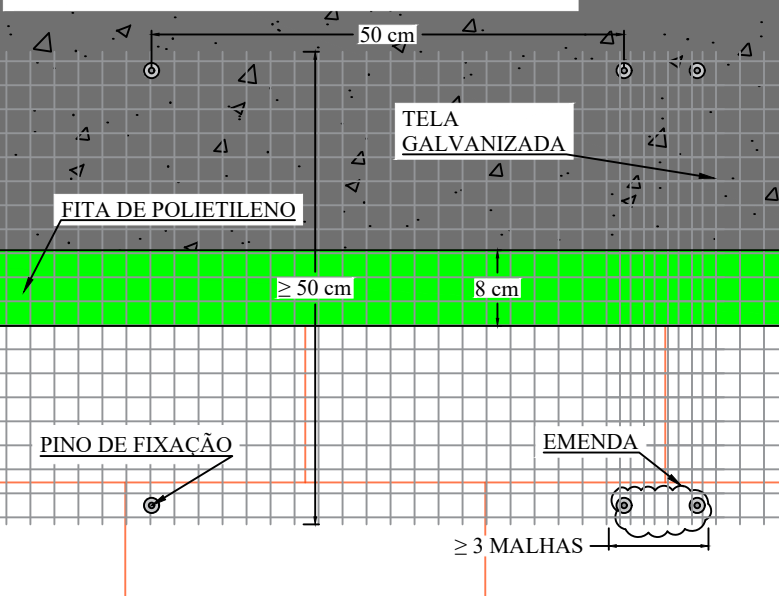 50 cm
TELA
GALVANIZADA
FITA DE POLIETILENO
≥ 50 cm
8 cm
PINO DE FIXAÇÃO
EMENDA
≥ 3 MALHAS